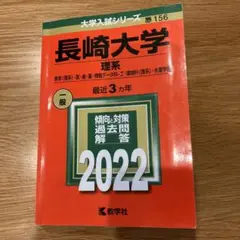 大学入試シリーズ
156
長崎大学
理系
最近3カ年
一般
傾向と対策
過去問
解答
2022
教学社